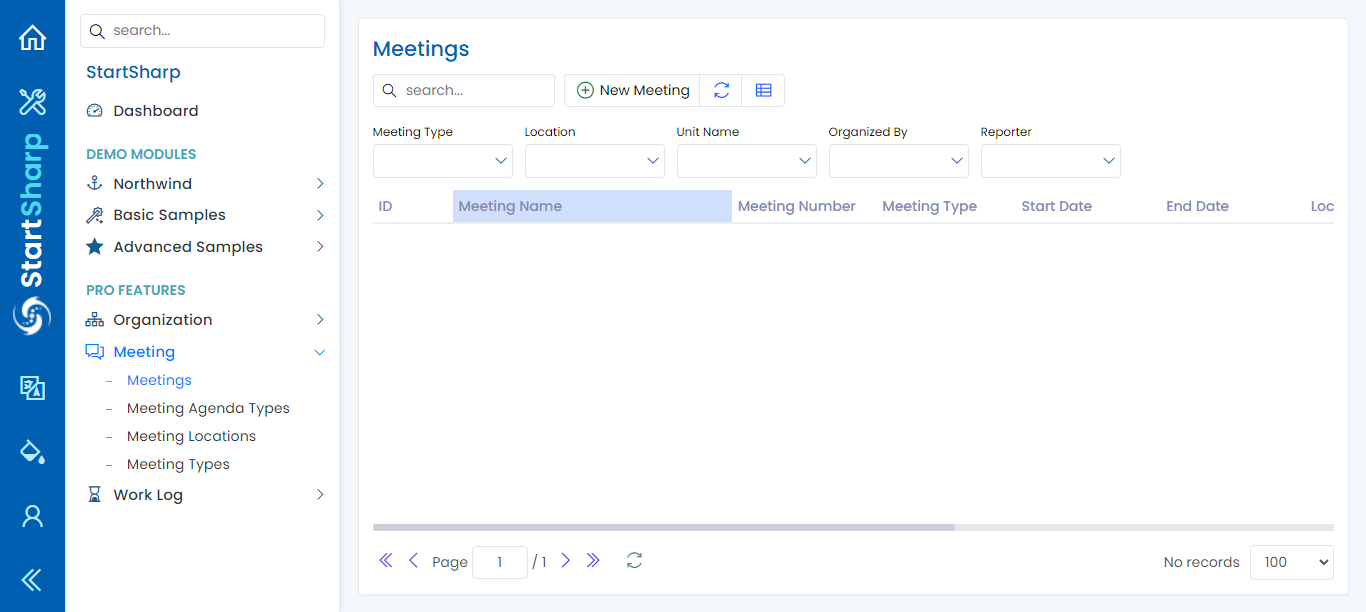 StartSharp
search...
StartSharp
Dashboard
DEMO MODULES
Northwind
Basic Samples
Advanced Samples
PRO FEATURES
Organization
Meeting
Meetings
Meeting Agenda Types
Meeting Locations
Meeting Types
Work Log
Meetings
search...
New Meeting
Meeting Type Location Unit Name Organized By Reporter
ID Meeting Name Meeting Number Meeting Type Start Date End Date Loc
Page 1 / 1 No records 100